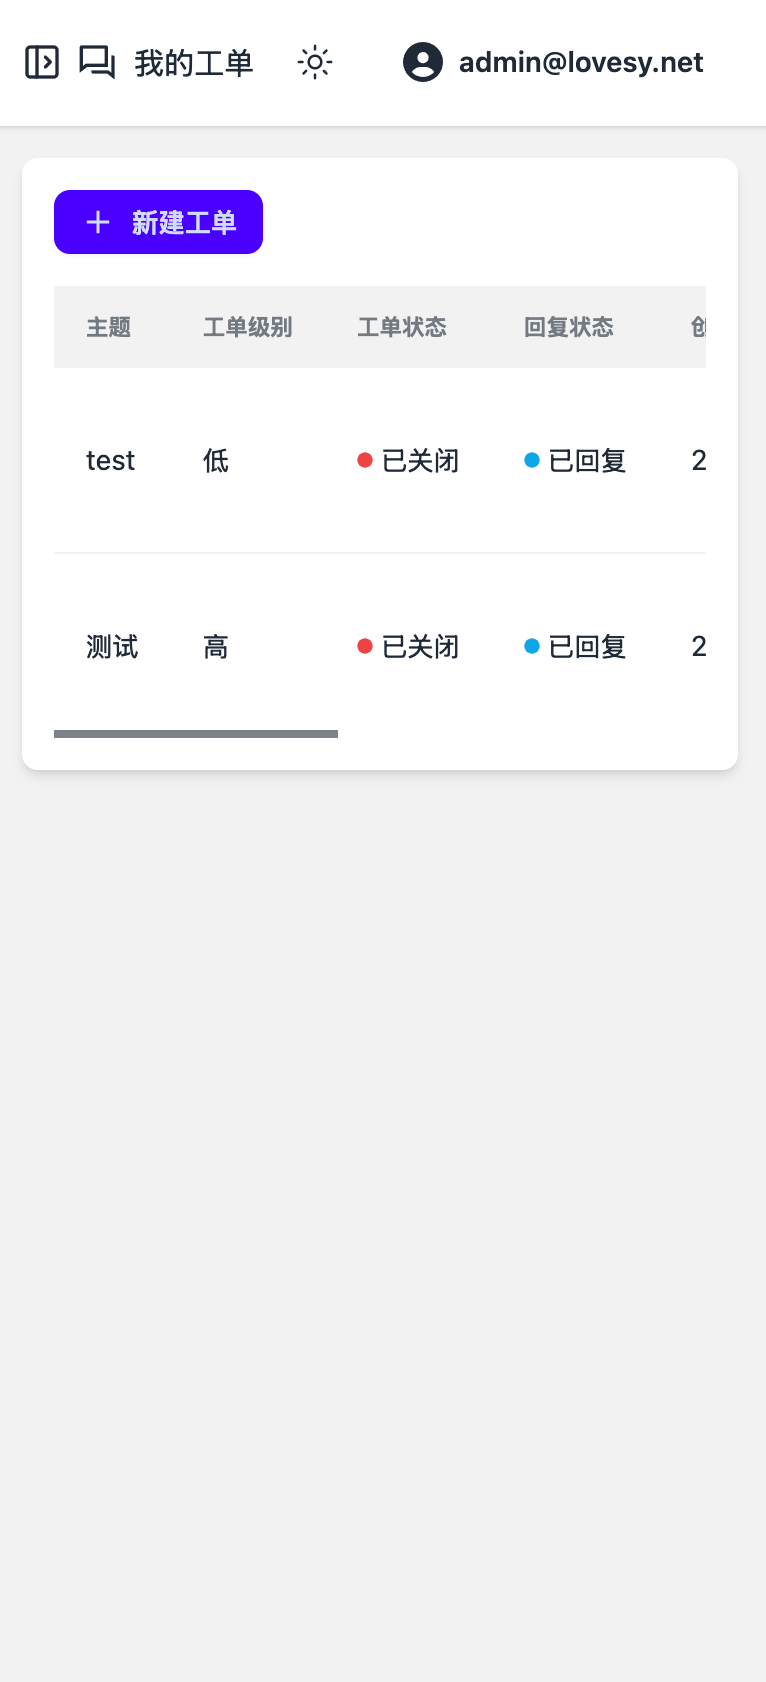 我的工单 admin@lovesy.net
新建工单
主题 工单级别 工单状态 回复状态
test 低 已关闭 已回复 2
测试 高 已关闭 已回复 2